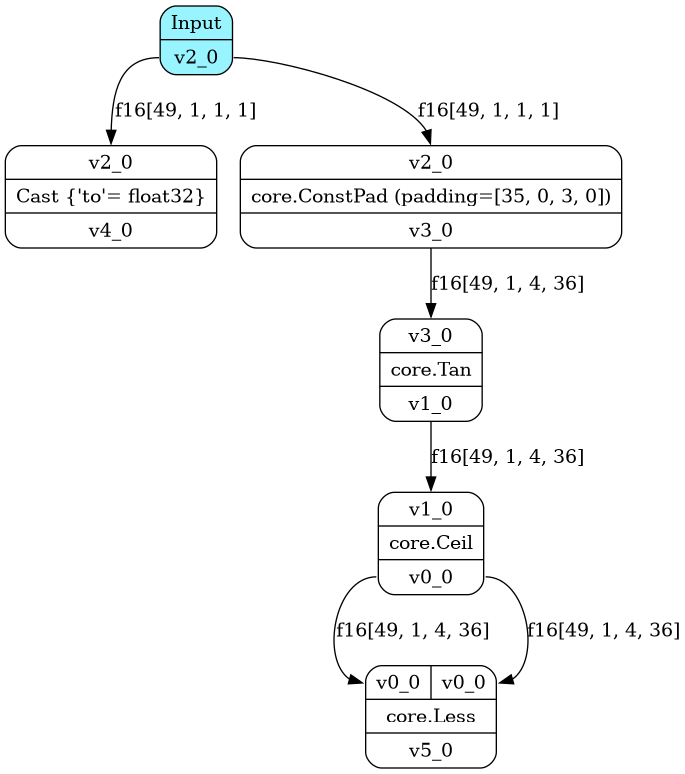 Input
v2_0
f16[49, 1, 1, 1]
f16[49, 1, 1, 1]
v2_0
Cast {'to'= float32}
v4_0
v2_0
core.ConstPad (padding=[35, 0, 3, 0])
v3_0
f16[49, 1, 4, 36]
v3_0
core.Tan
v1_0
f16[49, 1, 4, 36]
v1_0
core.Ceil
v0_0
f16[49, 1, 4, 36]
f16[49, 1, 4, 36]
v0_0
v0_0
core.Less
v5_0